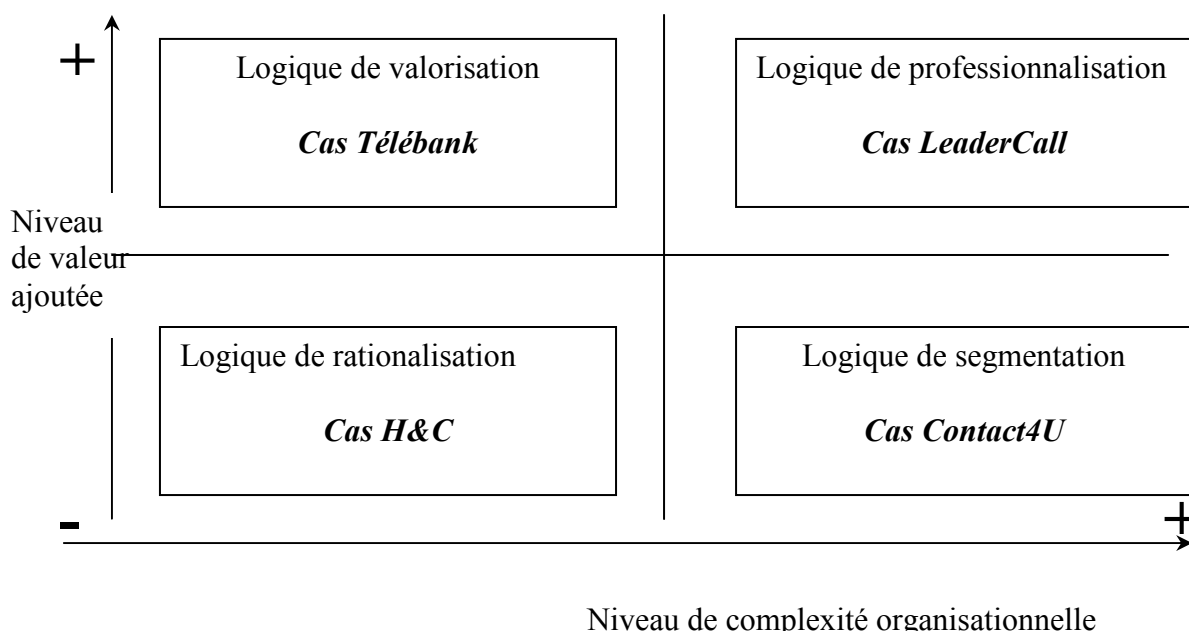 +
Logique de valorisation
Cas Télébank
Logique de professionnalisation
Cas LeaderCall
Niveau
de valeur
ajoutée
Logique de rationalisation
Cas H&C
Logique de segmentation
Cas Contact4U
-
+
Niveau de complexité organisationnelle